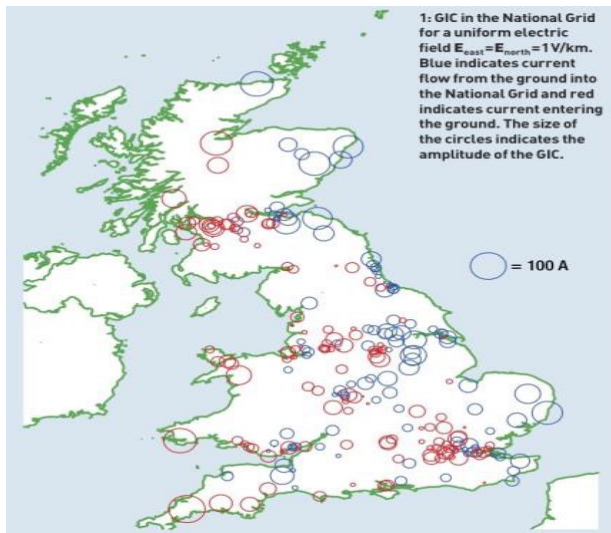 1: GIC in the National Grid
for a uniform electric
field Eeast=Enorth=1V/km.
Blue indicates current
flow from the ground into
the National Grid and red
indicates current entering
the ground. The size of
the circles indicates the
amplitude of the GIC.
= 100 A